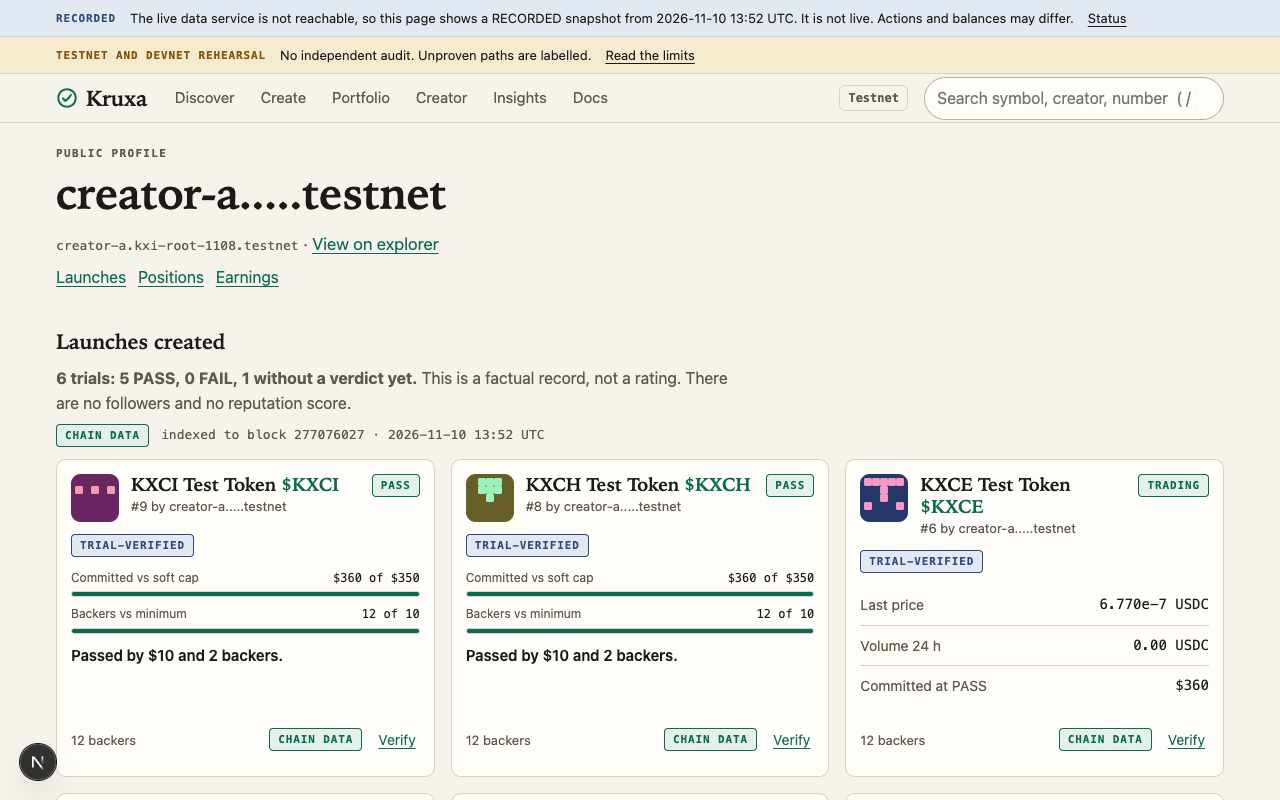 RECORDED The live data service is not reachable, so this page shows a RECORDED snapshot from 2026-11-10 13:52 UTC. It is not live. Actions and balances may differ. Status
TESTNET AND DEVNET REHEARSAL No independent audit. Unproven paths are labelled. Read the limits
Kruxa Discover Create Portfolio Creator Insights Docs Testnet Search symbol, creator, number ( /
PUBLIC PROFILE
creator-a.....testnet
creator-a.kxi-root-1108.testnet · View on explorer
Launches Positions Earnings
Launches created
6 trials: 5 PASS, 0 FAIL, 1 without a verdict yet. This is a factual record, not a rating. There
are no followers and no reputation score.
CHAIN DATA indexed to block 277076027 · 2026-11-10 13:52 UTC
KXCI Test Token $KXCI PASS
#9 by creator-a.....testnet
TRIAL-VERIFIED
Committed vs soft cap $360 of $350
Backers vs minimum 12 of 10
Passed by $10 and 2 backers.
12 backers CHAIN DATA Verify
KXCH Test Token $KXCH PASS
#8 by creator-a.....testnet
TRIAL-VERIFIED
Committed vs soft cap $360 of $350
Backers vs minimum 12 of 10
Passed by $10 and 2 backers.
12 backers CHAIN DATA Verify
KXCE Test Token TRADING
$KXCE
#6 by creator-a.....testnet
TRIAL-VERIFIED
Last price 6.770e-7 USDC
Volume 24 h 0.00 USDC
Committed at PASS $360
12 backers CHAIN DATA Verify
N